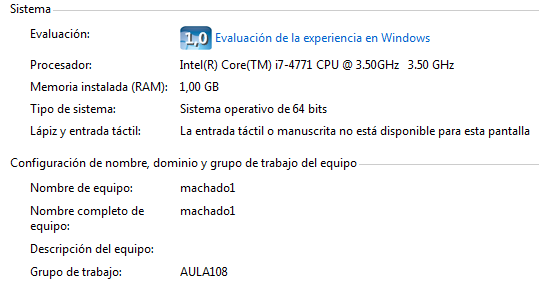 Sistema
Evaluación: 1,0 Evaluación de la experiencia en Windows
Procesador: Intel(R) Core(TM) i7-4771 CPU @ 3.50GHz 3.50 GHz
Memoria instalada (RAM): 1,00 GB
Tipo de sistema: Sistema operativo de 64 bits
Lápiz y entrada táctil: La entrada táctil o manuscrita no está disponible para esta pantalla
Configuración de nombre, dominio y grupo de trabajo del equipo
Nombre de equipo: machado1
Nombre completo de machado1
equipo:
Descripción del equipo:
Grupo de trabajo: AULA108